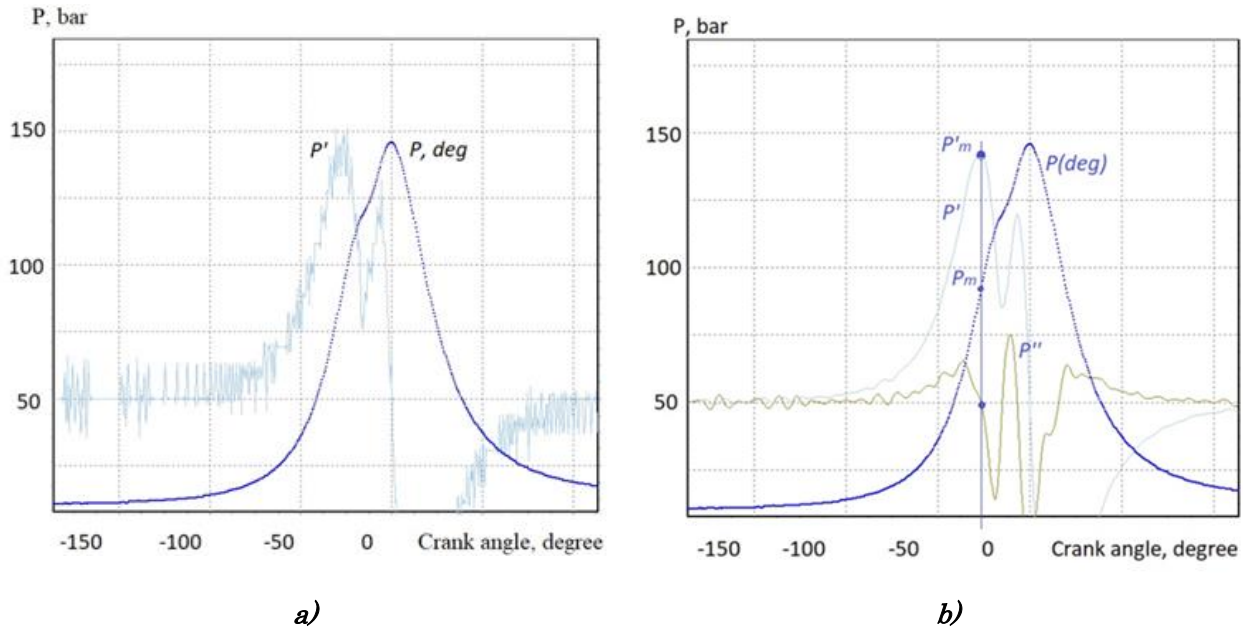 P, bar
150
100
50
P'
P, deg
-150
-100
-50
0
Crank angle, degree
a)
P, bar
150
100
50
P'm
P(deg)
P'
Pm
P''
-150
-100
-50
0
Crank angle, degree
b)